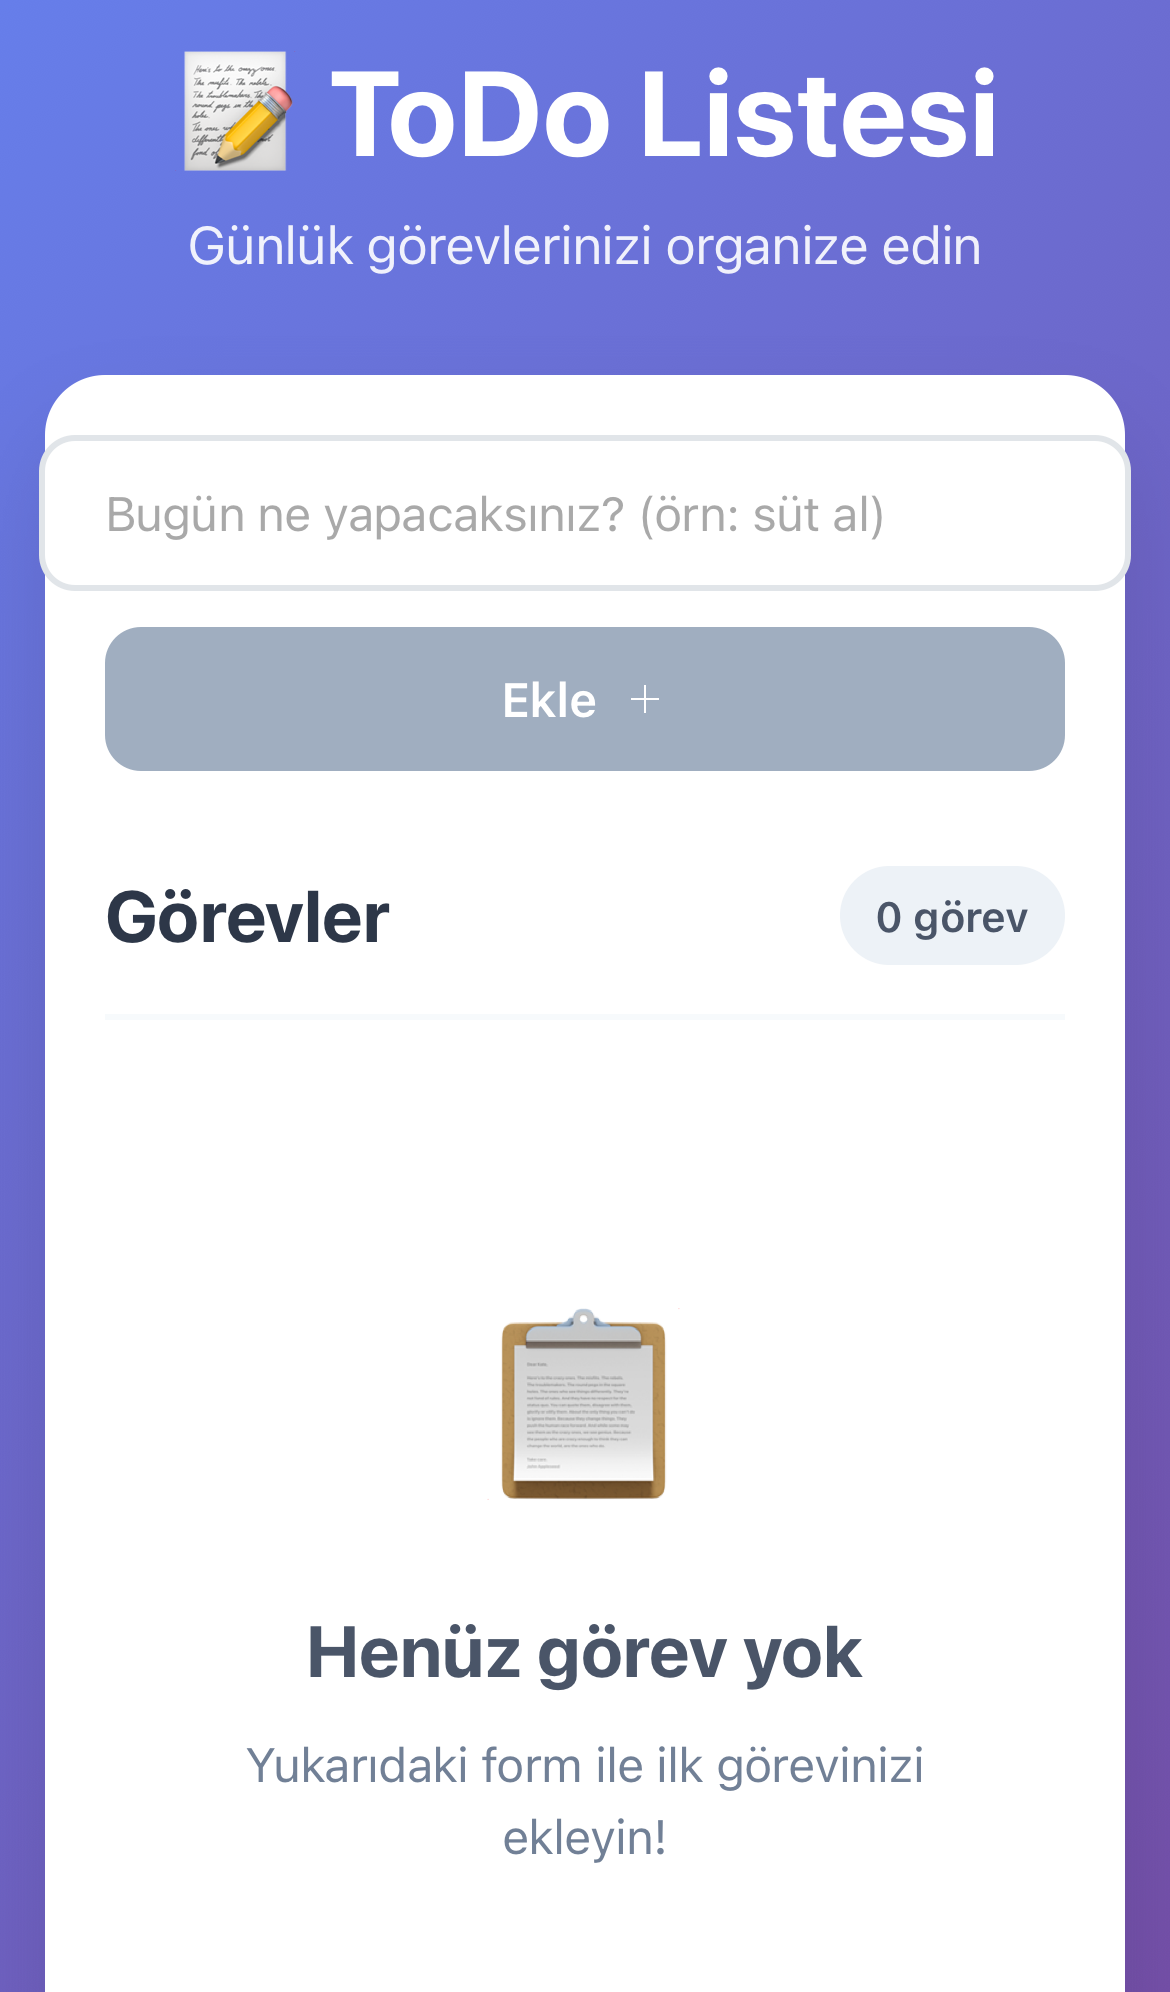 ToDo Listesi
Günlük görevlerinizi organize edin
Bugün ne yapacaksınız? (örn: süt al)
Ekle +
Görevler
0 görev
Henüz görev yok
Yukarıdaki form ile ilk görevinizi
ekleyin!